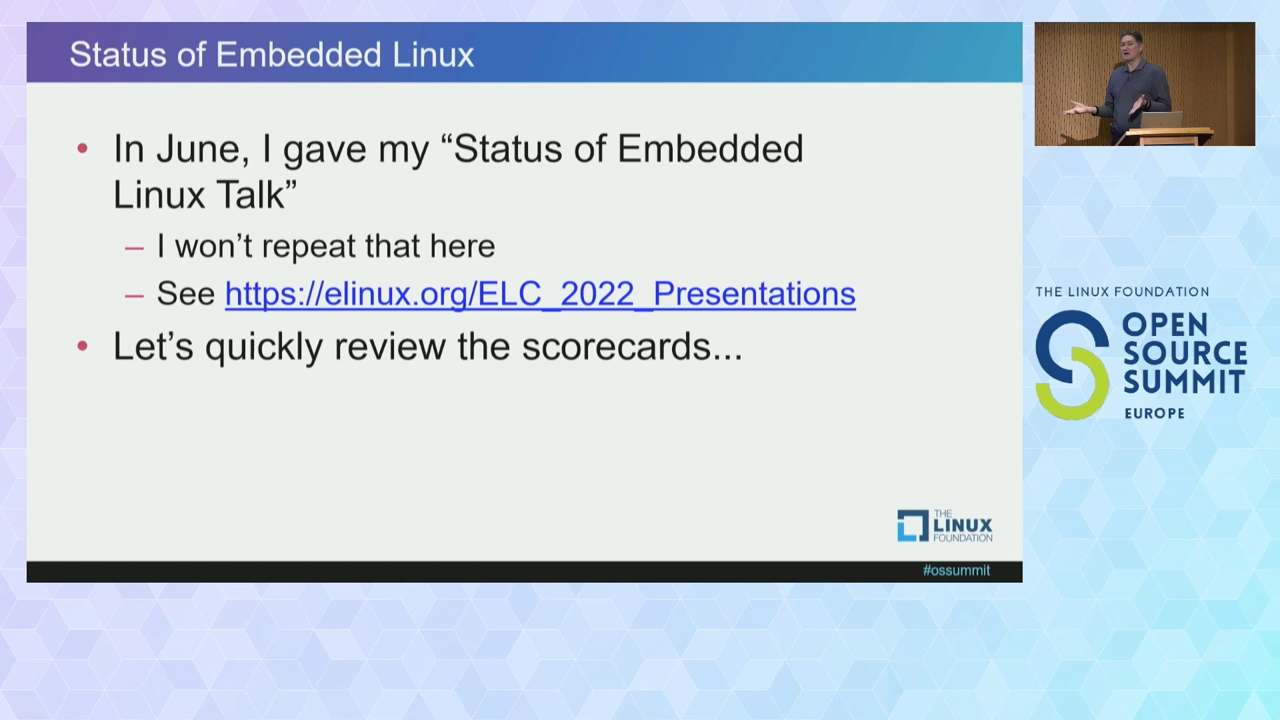 Status of Embedded Linux
• In June, I gave my “Status of Embedded
Linux Talk”
– I won’t repeat that here
– See https://elinux.org/ELC_2022_Presentations
• Let’s quickly review the scorecards...
THE
LINUX
FOUNDATION
#ossummit
THE LINUX FOUNDATION
OPEN
SOURCE
SUMMIT
EUROPE